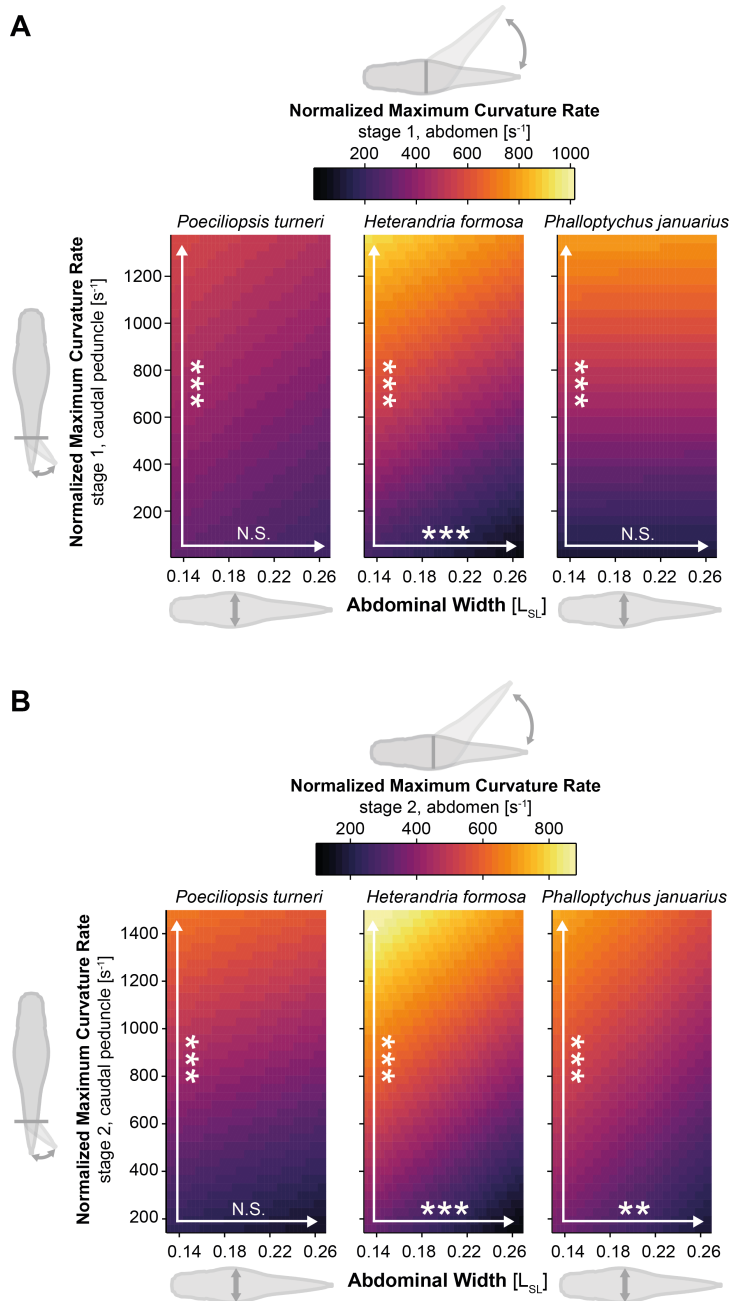 A
Normalized Maximum Curvature Rate
stage 1, abdomen [s⁻¹]
200 400 600 800 1000
Poeciliopsis turneri Heterandria formosa Phalloptychus januarius
Normalized Maximum Curvature Rate
stage 1, caudal peduncle [s⁻¹]
1200
1000
800
600
400
200
*** *** ***
N.S. *** N.S.
0.14 0.18 0.22 0.26 0.14 0.18 0.22 0.26 0.14 0.18 0.22 0.26
Abdominal Width [L_SL]
B
Normalized Maximum Curvature Rate
stage 2, abdomen [s⁻¹]
200 400 600 800
Poeciliopsis turneri Heterandria formosa Phalloptychus januarius
Normalized Maximum Curvature Rate
stage 2, caudal peduncle [s⁻¹]
1400
1200
1000
800
600
400
200
*** *** ***
N.S. *** **
0.14 0.18 0.22 0.26 0.14 0.18 0.22 0.26 0.14 0.18 0.22 0.26
Abdominal Width [L_SL]